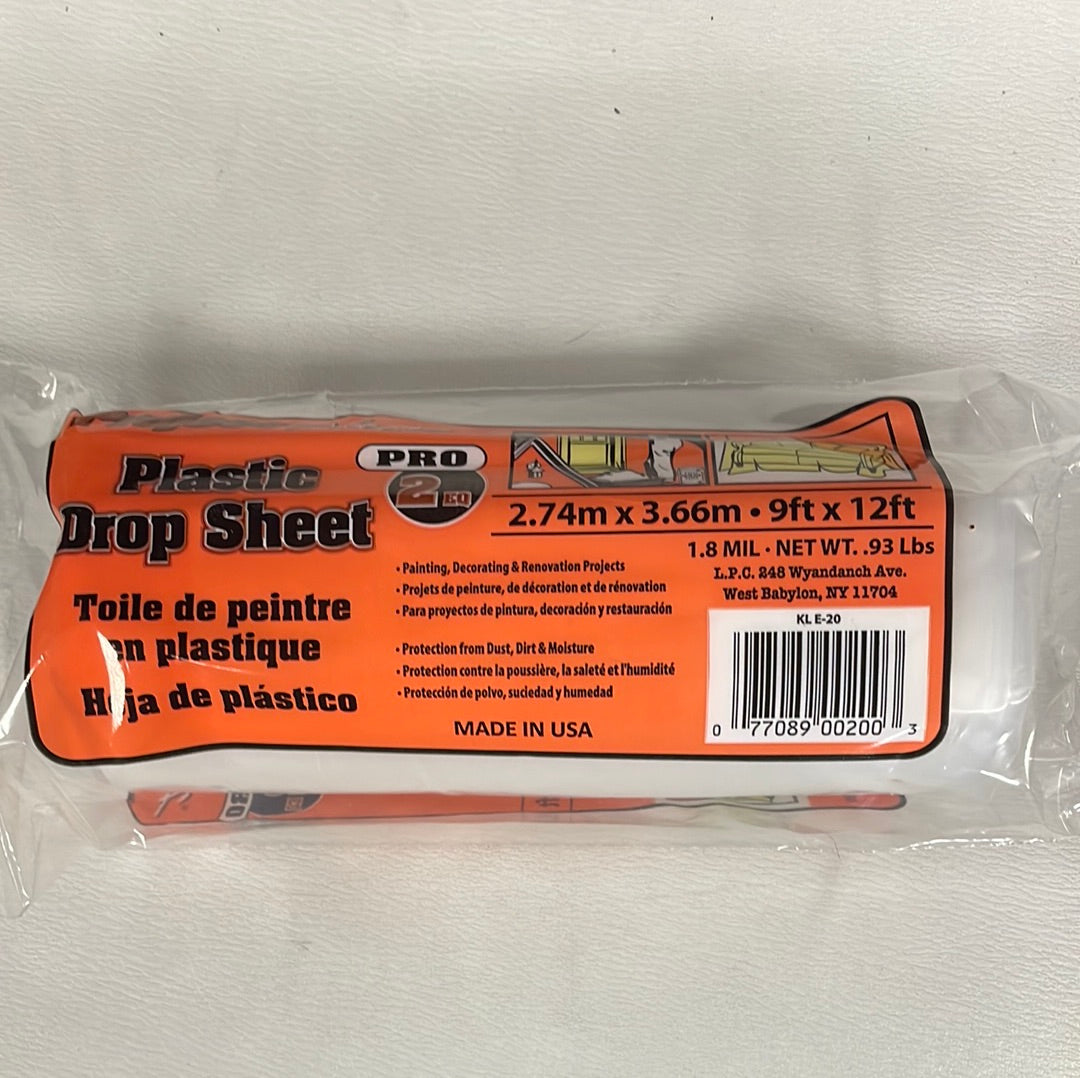 Plastic
Drop Sheet
Toile de peintre
en plastique
Hoja de plástico
PRO
2 EQ
• Painting, Decorating & Renovation Projects
• Projets de peinture, de décoration et de rénovation
• Para proyectos de pintura, decoración y restauración
• Protection from Dust, Dirt & Moisture
• Protection contre la poussière, la saleté et l'humidité
• Protección de polvo, suciedad y humedad
MADE IN USA
2.74m x 3.66m • 9ft x 12ft
1.8 MIL • NET WT. .93 Lbs
L.P.C. 248 Wyandanch Ave.
West Babylon, NY 11704
KL E-20
0 77089 00200 3